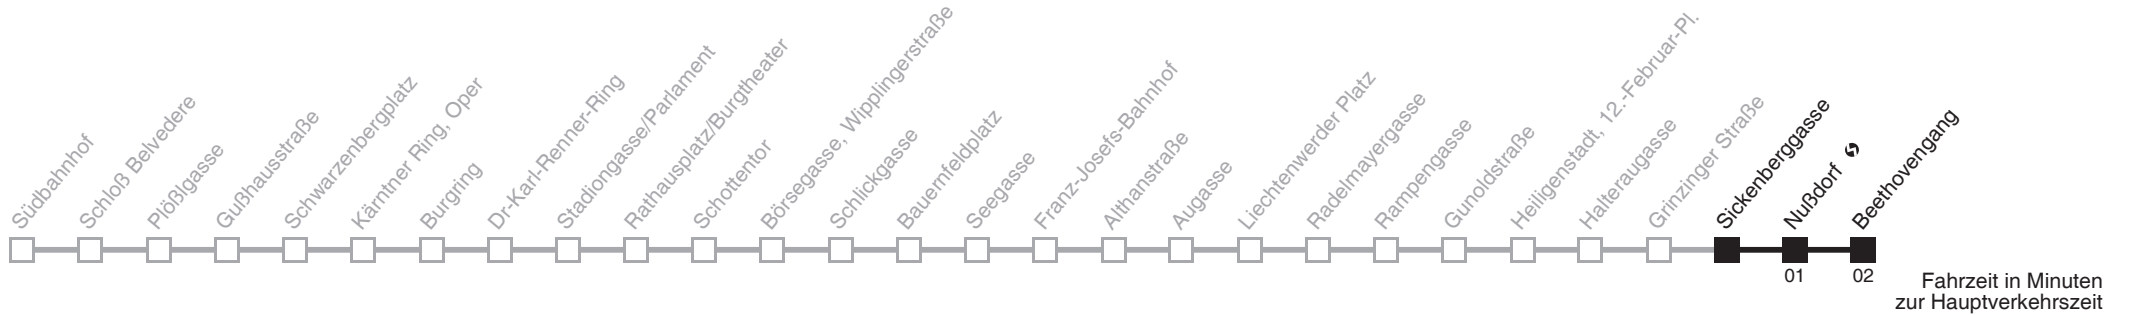 Südbahnhof
Schloß Belvedere
Plößlgasse
Gußhausstraße
Schwarzenbergplatz
Kärntner Ring, Oper
Burgring
Dr-Karl-Renner-Ring
Stadiongasse/Parlament
Rathausplatz/Burgtheater
Schottentor
Börsegasse, Wipplingerstraße
Schlickgasse
Bauernfeldplatz
Seegasse
Franz-Josefs-Bahnhof
Althanstraße
Augasse
Liechtenwerder Platz
Radelmayergasse
Rampengasse
Gunoldstraße
Heiligenstadt, 12.-Februar-Pl.
Halteraugasse
Grinzinger Straße
Sickenberggasse
Nußdorf
Beethovengang
01
02
Fahrzeit in Minuten
zur Hauptverkehrszeit